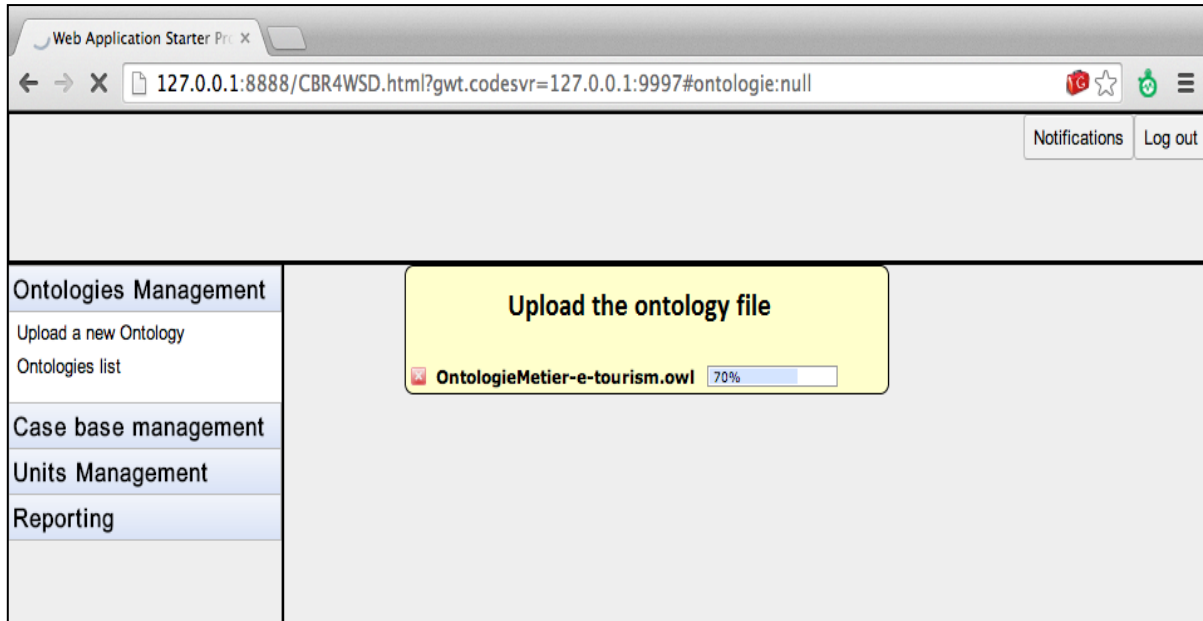 Web Application Starter Pro
127.0.0.1:8888/CBR4WSD.html?gwt.codesvr=127.0.0.1:9997#ontologie:null
Notifications
Log out
Ontologies Management
Upload a new Ontology
Ontologies list
Case base management
Units Management
Reporting
Upload the ontology file
OntologieMetier-e-tourism.owl 70%